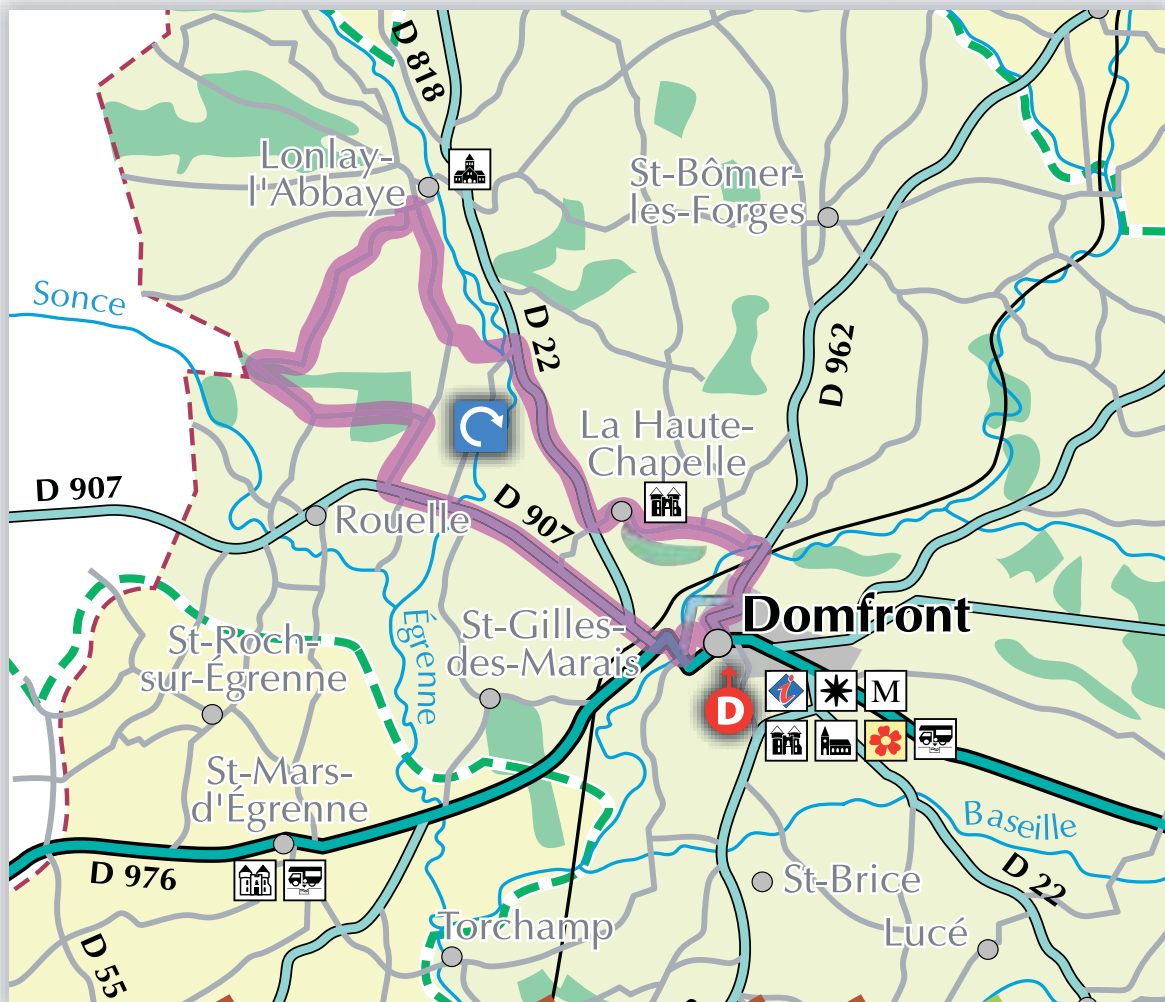 D 818
Lonlay-
l'Abbaye
St-Bômer-
les-Forges
Sonce
D 22
D 962
La Haute-
Chapelle
D 907
Rouelle
D 907
Domfront
St-Gilles-
des-Marais
Égrenne
St-Roch-
sur-Égrenne
D
i
M
St-Mars-
d'Égrenne
Baseille
D 976
St-Brice
D 22
Torchamp
Lucé
D 55